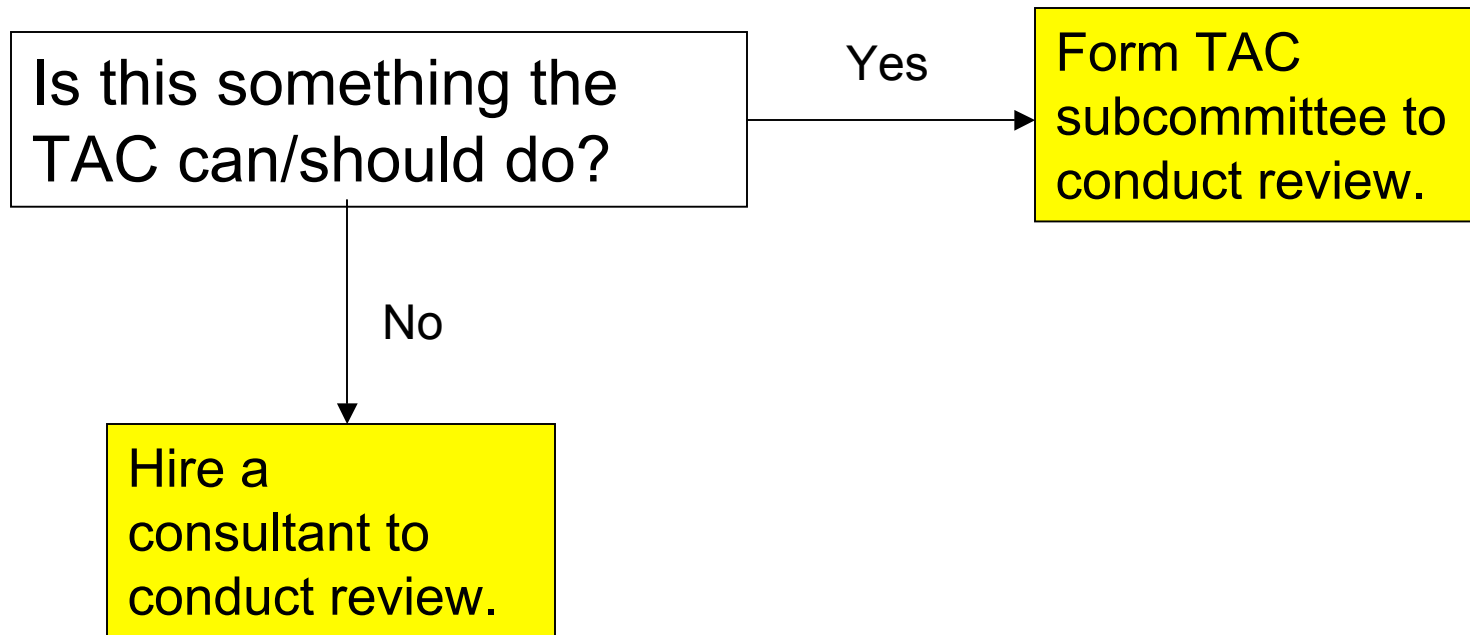 Is this something the
TAC can/should do?
Yes
Form TAC
subcommittee to
conduct review.
No
Hire a
consultant to
conduct review.